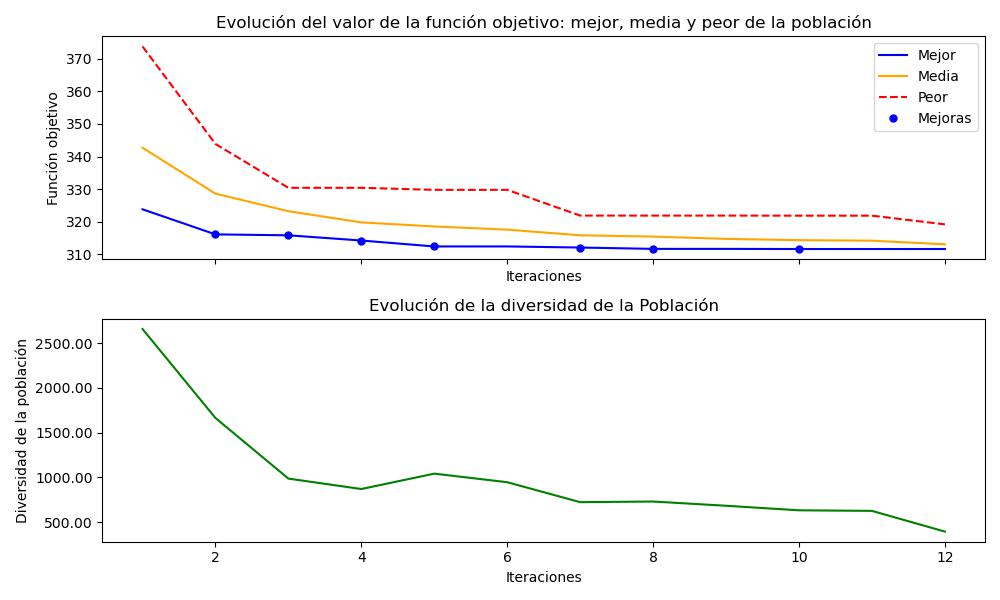 Evolución del valor de la función objetivo: mejor, media y peor de la población
370
360
350
340
330
320
310
Función objetivo
Mejor
Media
Peor
Mejoras
Iteraciones
Evolución de la diversidad de la Población
2500.00
2000.00
1500.00
1000.00
500.00
Diversidad de la población
2
4
6
8
10
12
Iteraciones